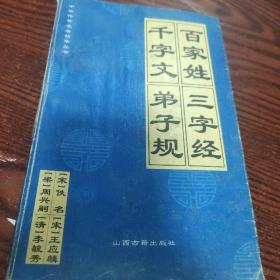 百家姓
三字经
千字文
弟子规
[宋]佚名
[宋]王应麟
[梁]周兴嗣
[清]李毓秀
山西古籍出版社